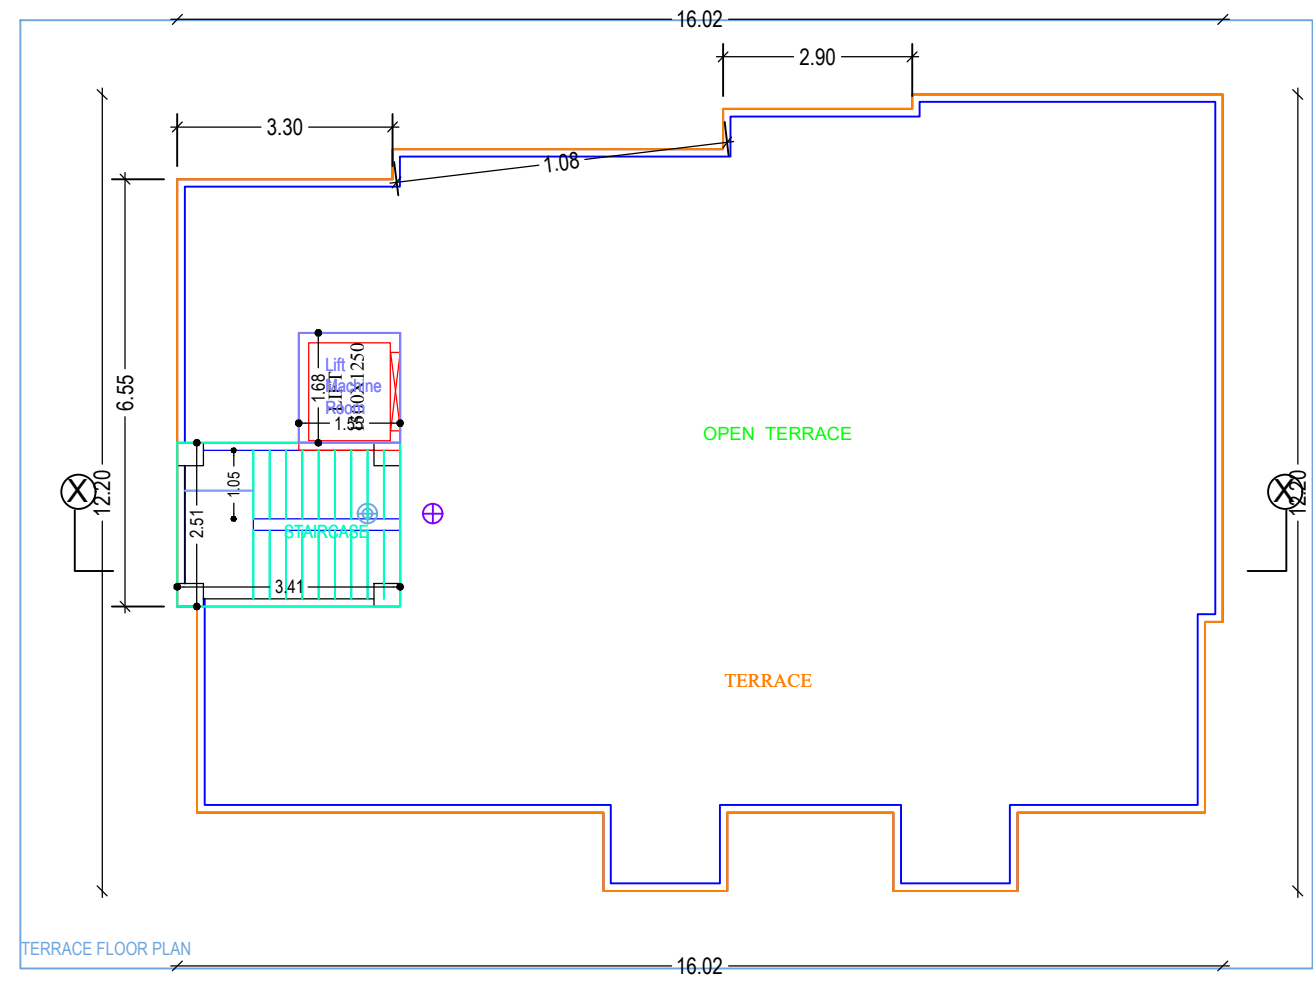 16.02
2.90
3.30
1.08
6.55
12.20
12.20
Lift
Machine
Room
LIFT
1.68
1.55
OPEN TERRACE
X
X
1.05
2.51
STAIRCASE
3.41
TERRACE
TERRACE FLOOR PLAN
16.02